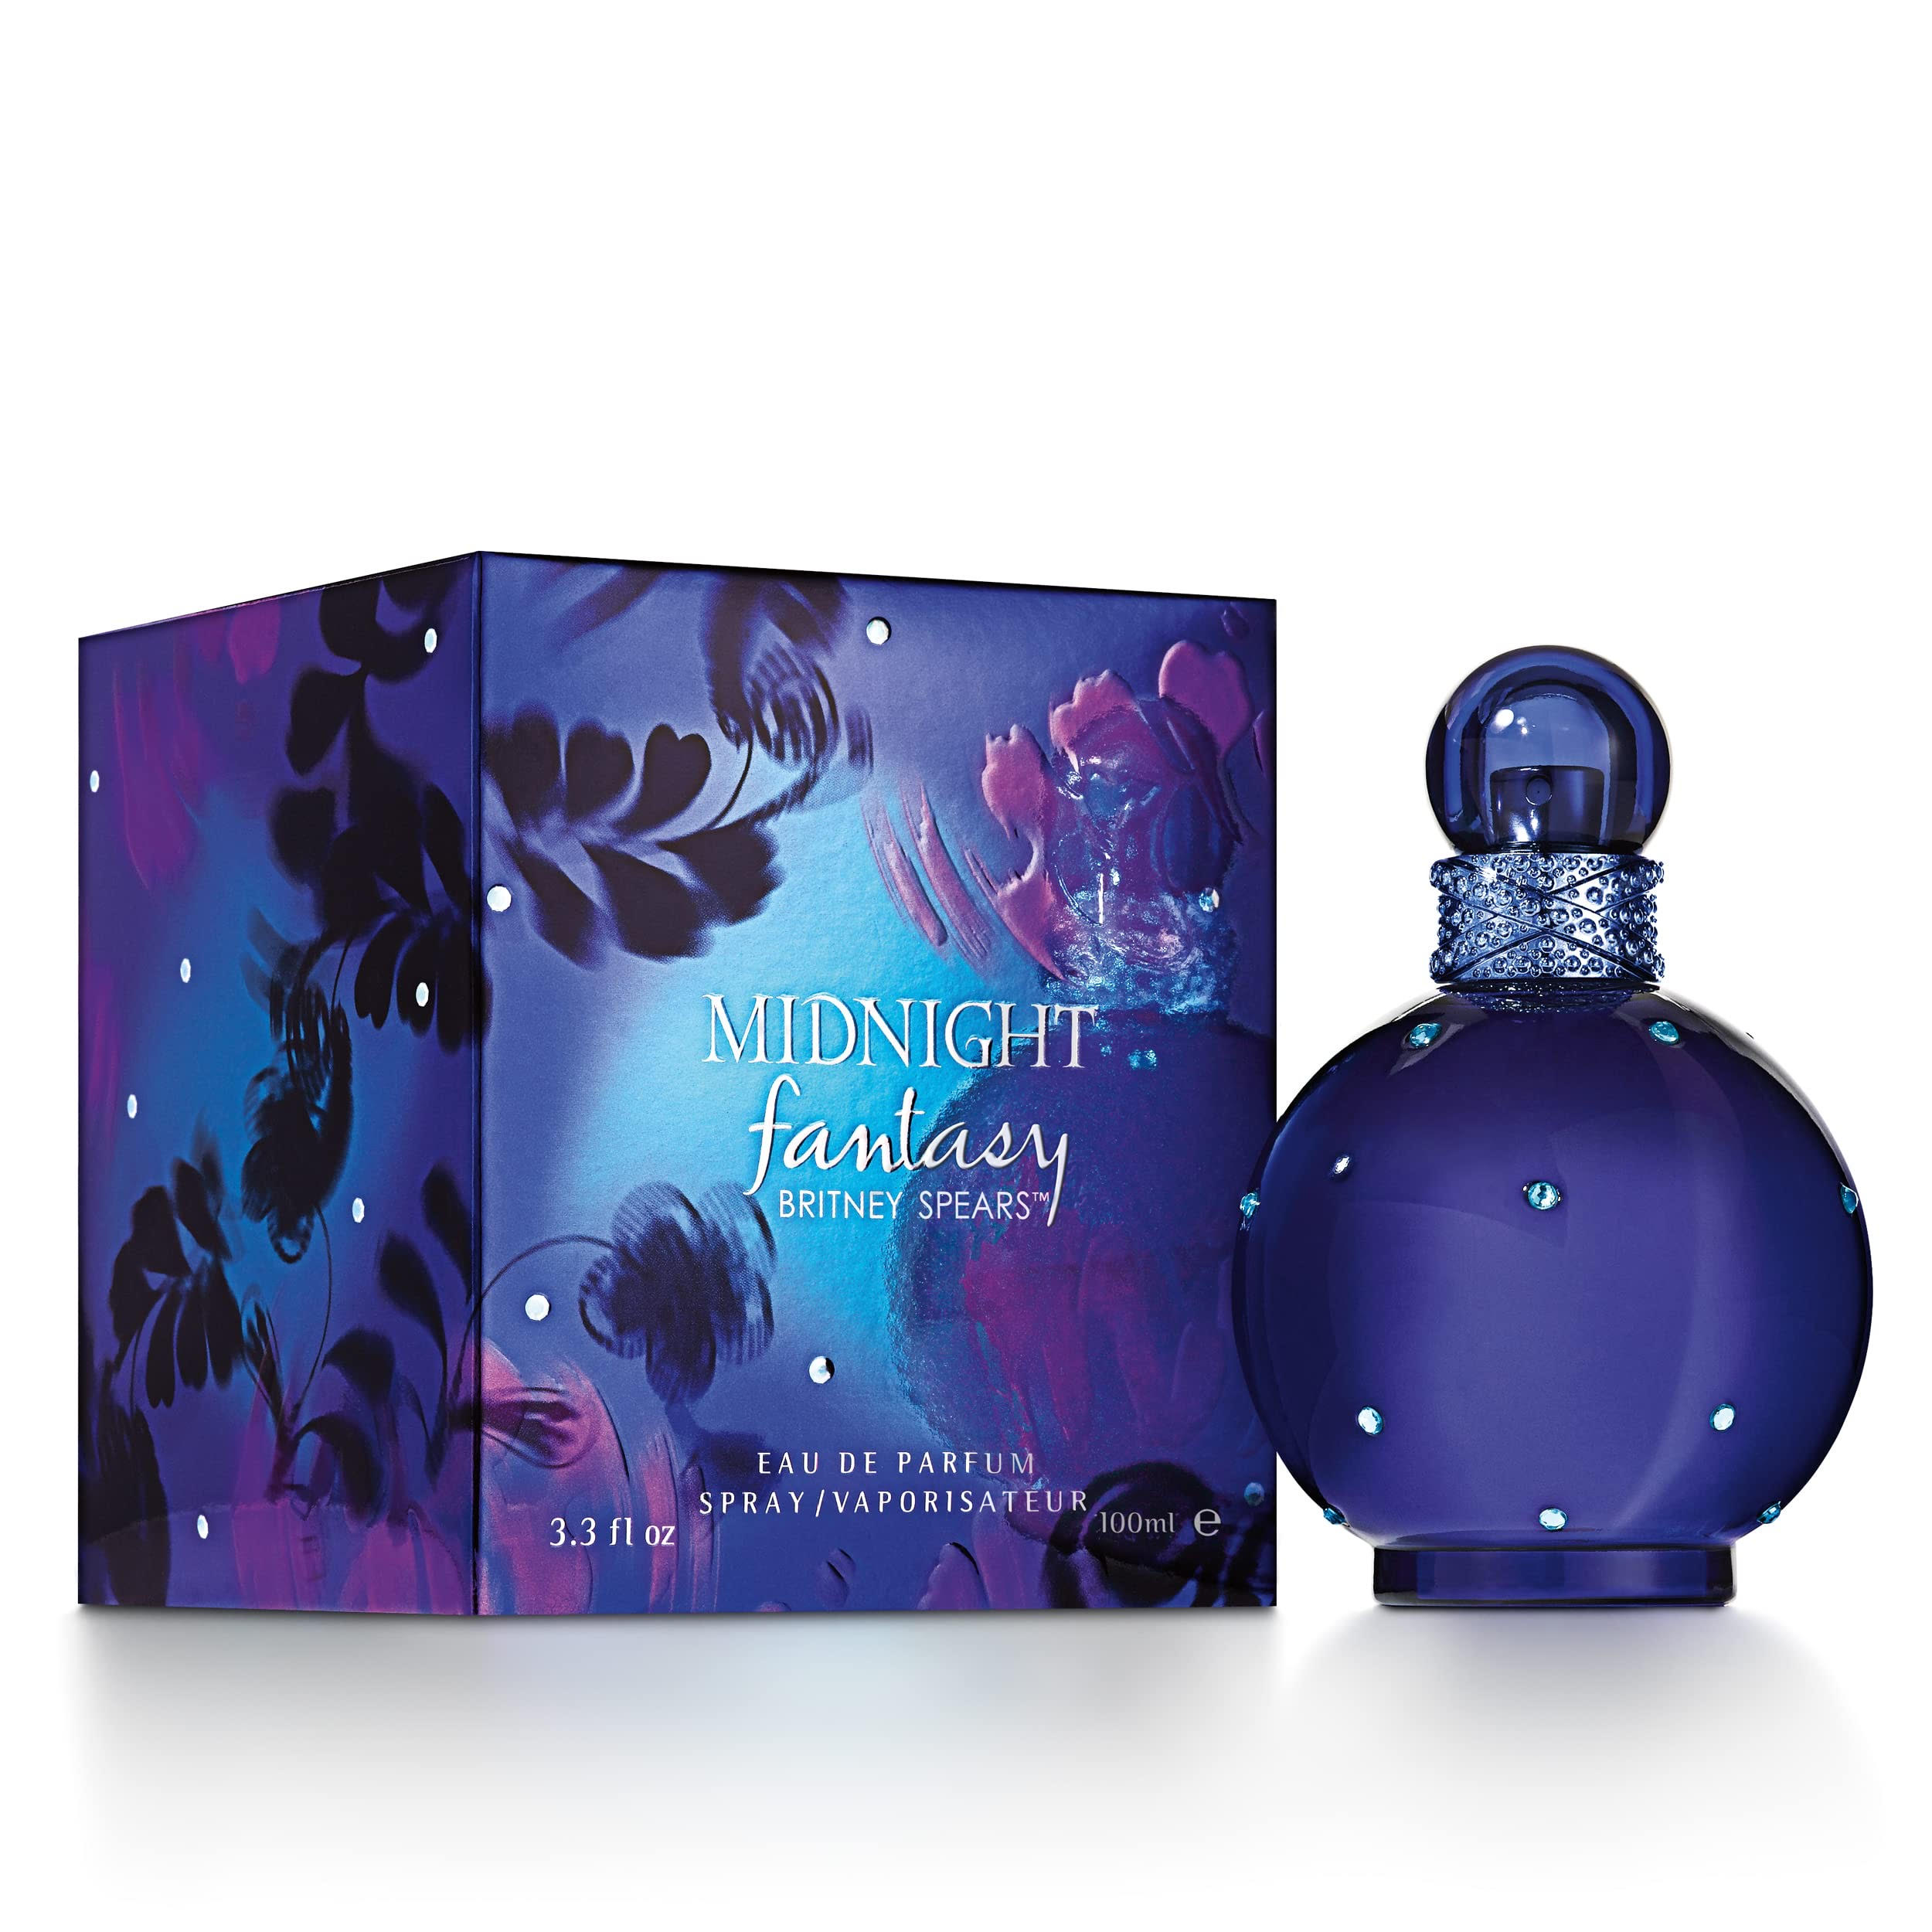 MIDNIGHT
fantasy
BRITNEY SPEARS™
EAU DE PARFUM
SPRAY/VAPORISATEUR
3.3 fl oz
100ml ℮